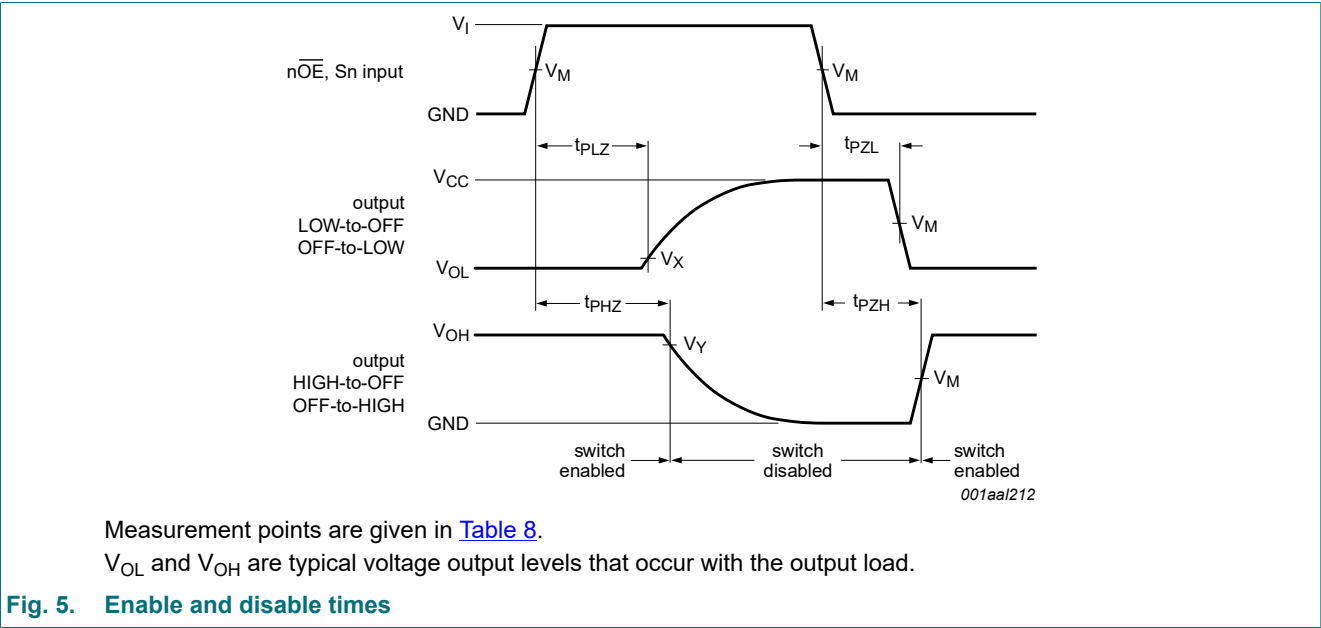 V_I
nO̅E̅, Sn input
V_M
V_M
GND
t_PLZ
t_PZL
V_CC
output
LOW-to-OFF
OFF-to-LOW
V_M
V_X
V_OL
t_PHZ
t_PZH
V_OH
V_Y
output
HIGH-to-OFF
OFF-to-HIGH
V_M
GND
switch
enabled
switch
disabled
switch
enabled
001aal212
Measurement points are given in Table 8.
V_OL and V_OH are typical voltage output levels that occur with the output load.
Fig. 5. Enable and disable times